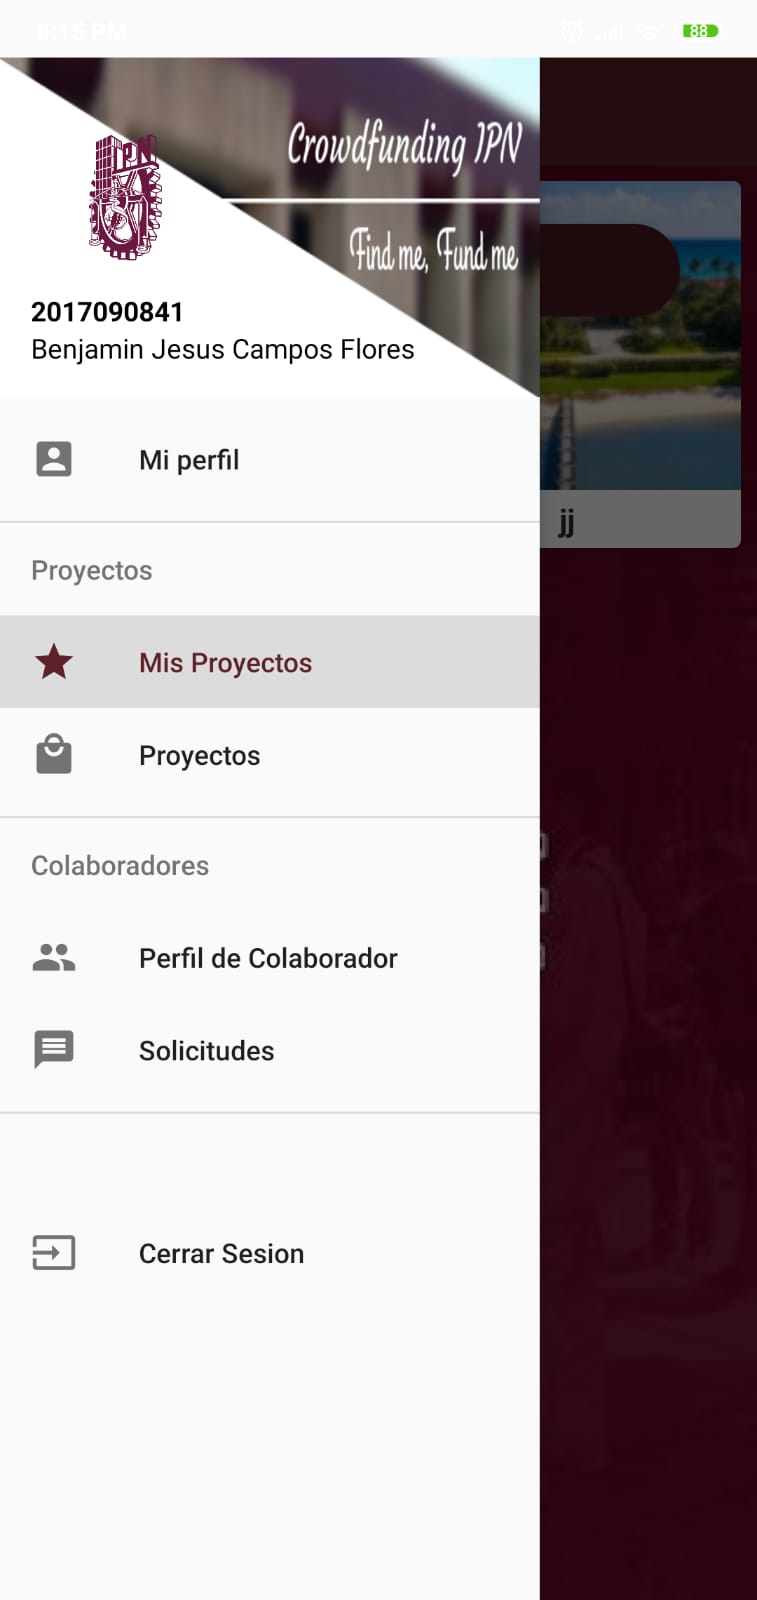 8:15 PM
88
Crowdfunding IPN
Find me, Fund me
IPN
2017090841
Benjamin Jesus Campos Flores
Mi perfil
jj
Proyectos
Mis Proyectos
Proyectos
Colaboradores
Perfil de Colaborador
Solicitudes
Cerrar Sesion